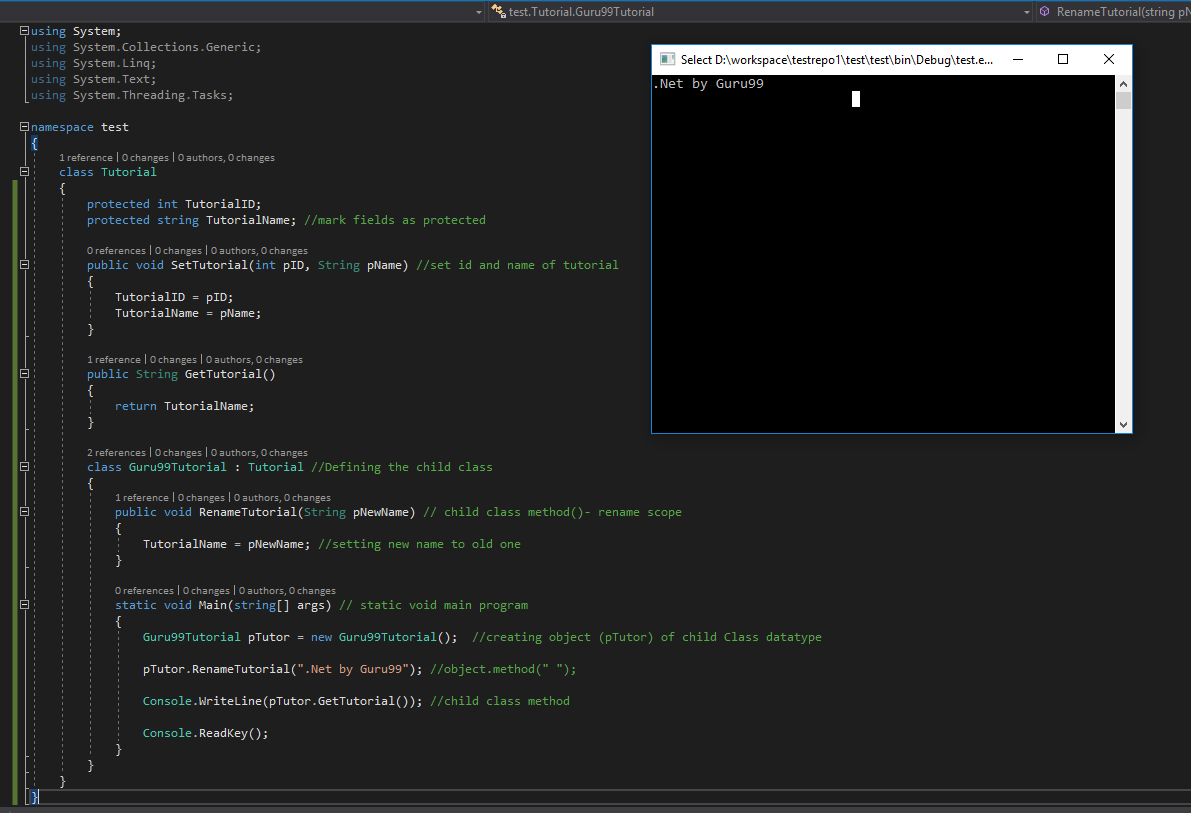 test.Tutorial.Guru99Tutorial
RenameTutorial(string pN
using System;
using System.Collections.Generic;
using System.Linq;
using System.Text;
using System.Threading.Tasks;
namespace test
{
1 reference | 0 changes | 0 authors, 0 changes
class Tutorial
{
protected int TutorialID;
protected string TutorialName; //mark fields as protected
0 references | 0 changes | 0 authors, 0 changes
public void SetTutorial(int pID, String pName) //set id and name of tutorial
{
TutorialID = pID;
TutorialName = pName;
}
1 reference | 0 changes | 0 authors, 0 changes
public String GetTutorial()
{
return TutorialName;
}
2 references | 0 changes | 0 authors, 0 changes
class Guru99Tutorial : Tutorial //Defining the child class
{
1 reference | 0 changes | 0 authors, 0 changes
public void RenameTutorial(String pNewName) // child class method()- rename scope
{
TutorialName = pNewName; //setting new name to old one
}
0 references | 0 changes | 0 authors, 0 changes
static void Main(string[] args) // static void main program
{
Guru99Tutorial pTutor = new Guru99Tutorial();  //creating object (pTutor) of child Class datatype
pTutor.RenameTutorial(".Net by Guru99"); //object.method(" ");
Console.WriteLine(pTutor.GetTutorial()); //child class method
Console.ReadKey();
}
}
}
}
Select D:\workspace\testrepo1\test\test\bin\Debug\test.e...
.Net by Guru99